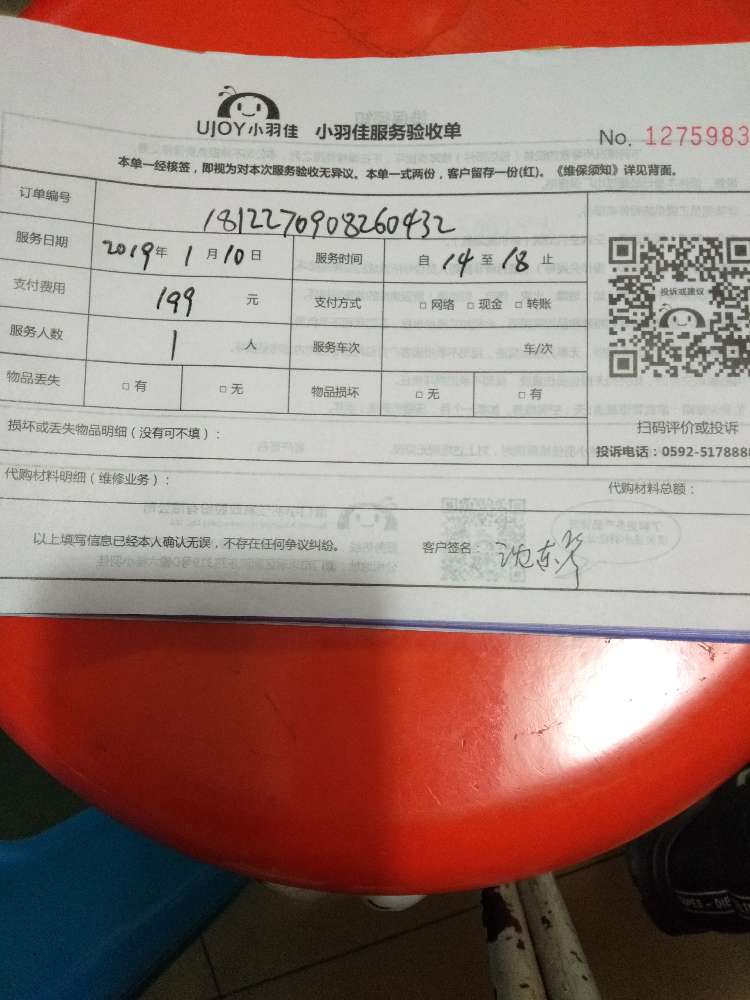 UJOY小羽佳 小羽佳服务验收单 No. 1275983
本单一经核签，即视为对本次服务验收无异议。本单一式两份，客户留存一份(红)。《维保须知》详见背面。
订单编号 1812270908260432
服务日期 2019年 1月10日 服务时间 自 14 至 18 止
支付费用 199 元 支付方式 □ 网络 □ 现金 □ 转账
投诉或建议
服务人数 1 人 服务车次 车/次
物品丢失 □ 有 □ 无 物品损坏 □ 无 □ 有
扫码评价或投诉
损坏或丢失物品明细（没有可不填）：
投诉电话：0592-5178888
代购材料明细（维修业务）： 代购材料总额：
以上填写信息已经本人确认无误，不存在任何争议纠纷。 客户签名：